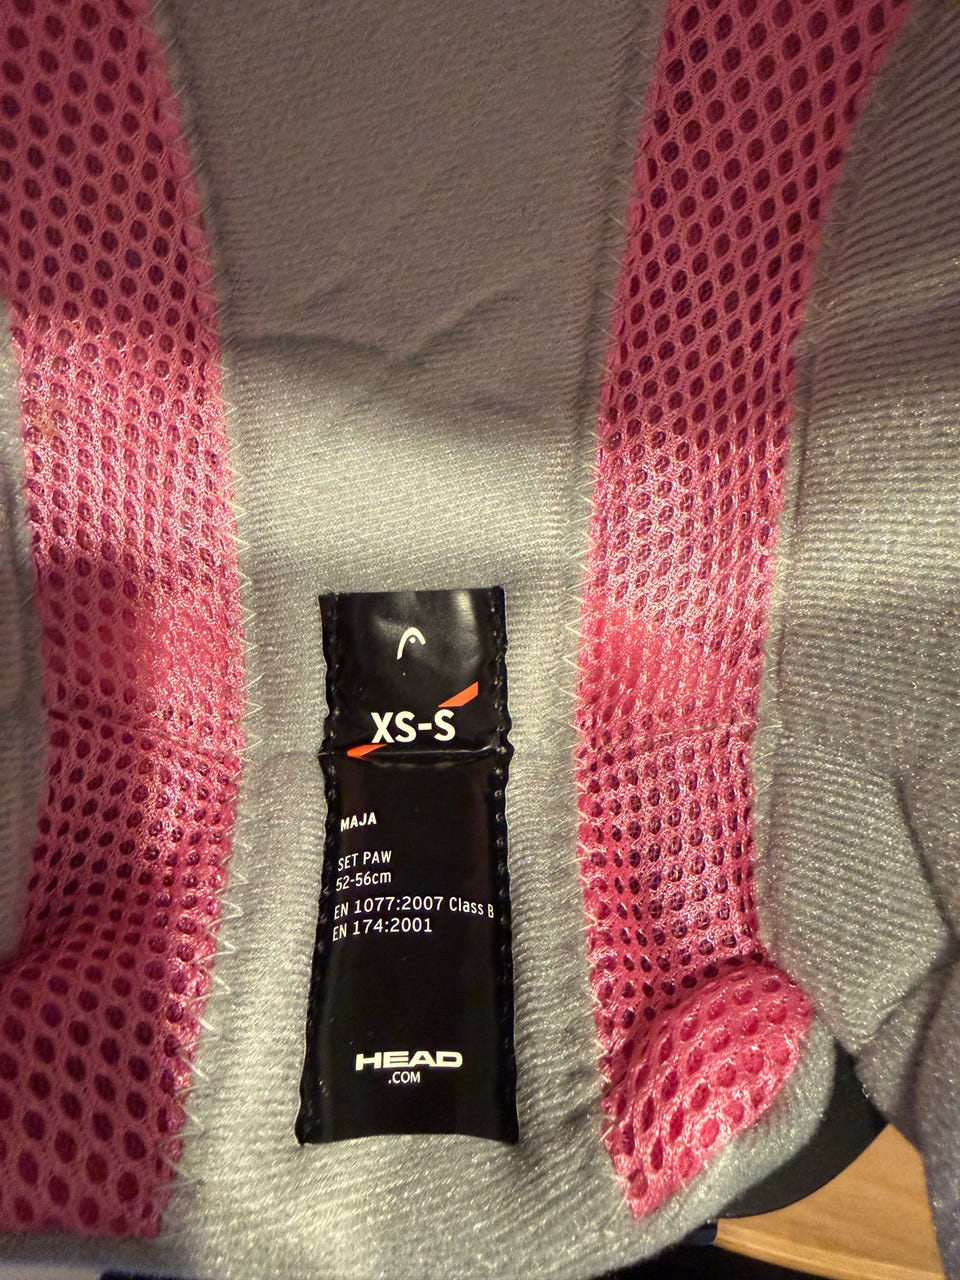 XS-S
MAJA
SET PAW
52-56cm
EN 1077:2007 Class B
EN 174:2001
HEAD
.COM